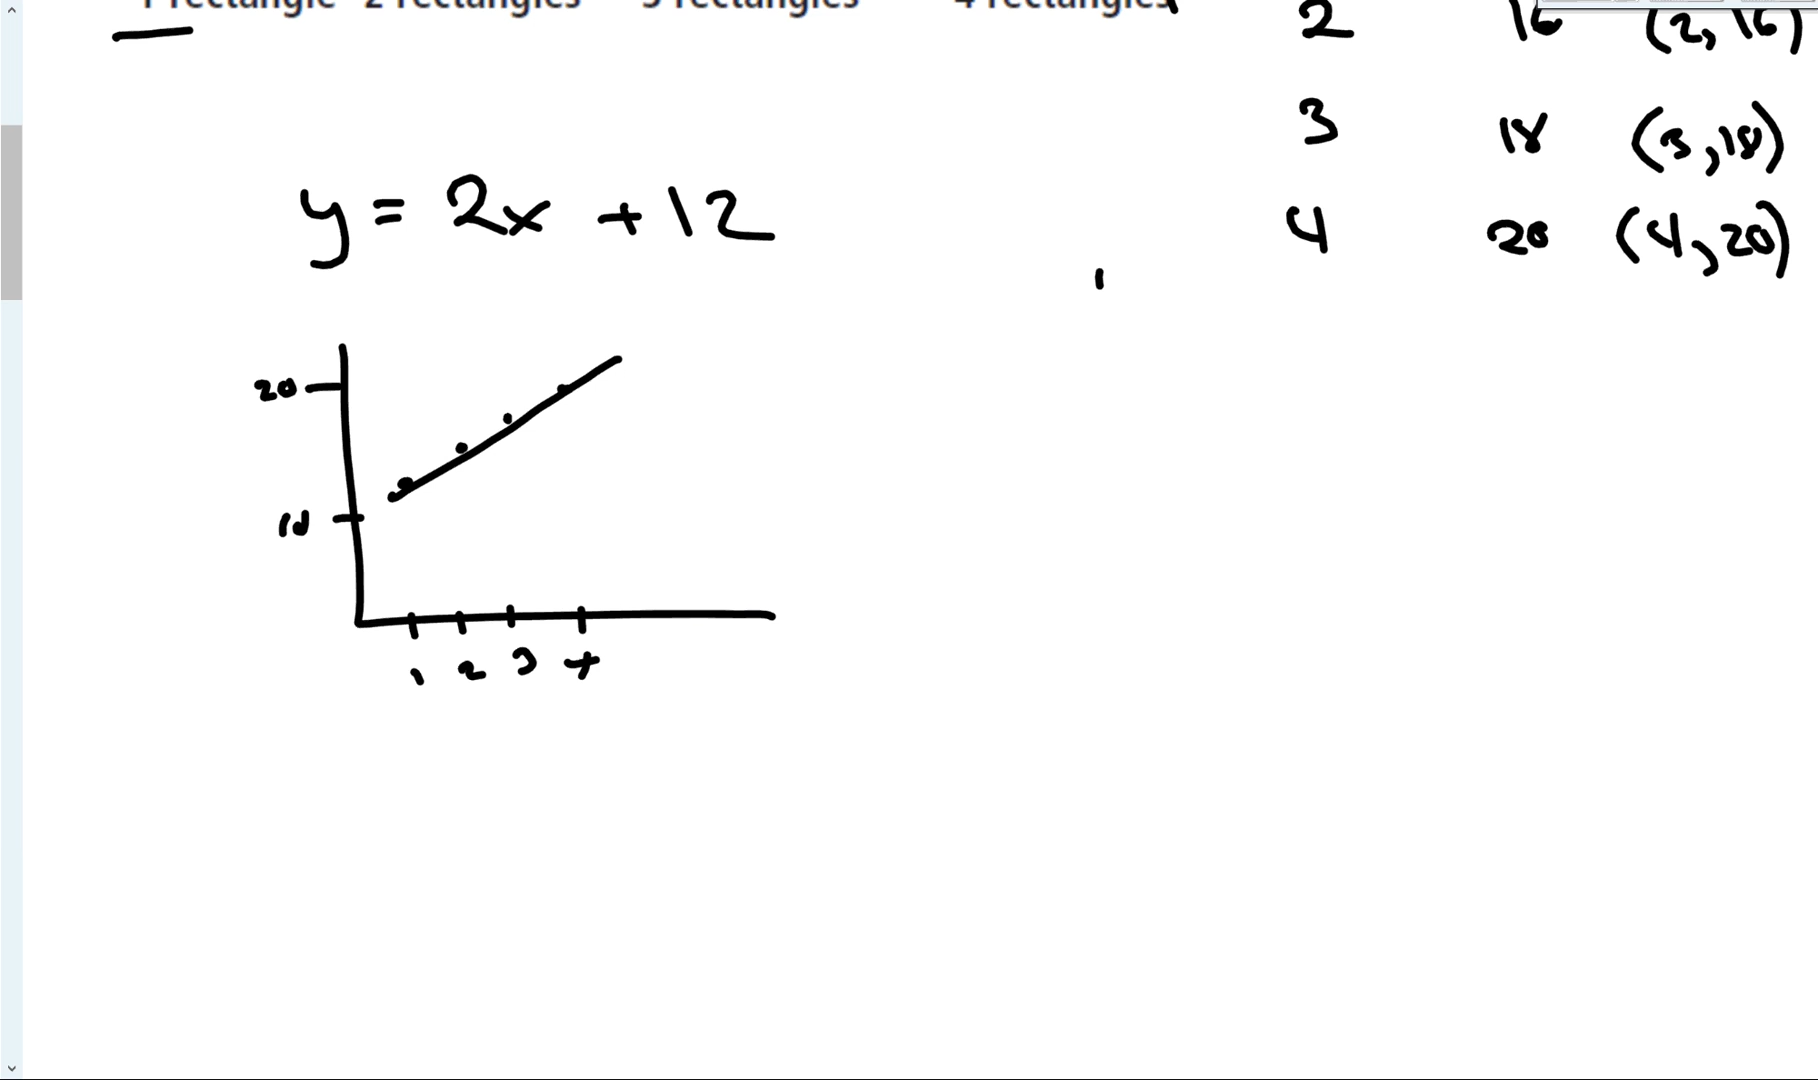 1 rectangle 2 rectangles 3 rectangles 4 rectangles
2 16 (2, 16)
3 18 (3, 18)
4 20 (4, 20)
y = 2x + 12
20
10
1 2 3 4